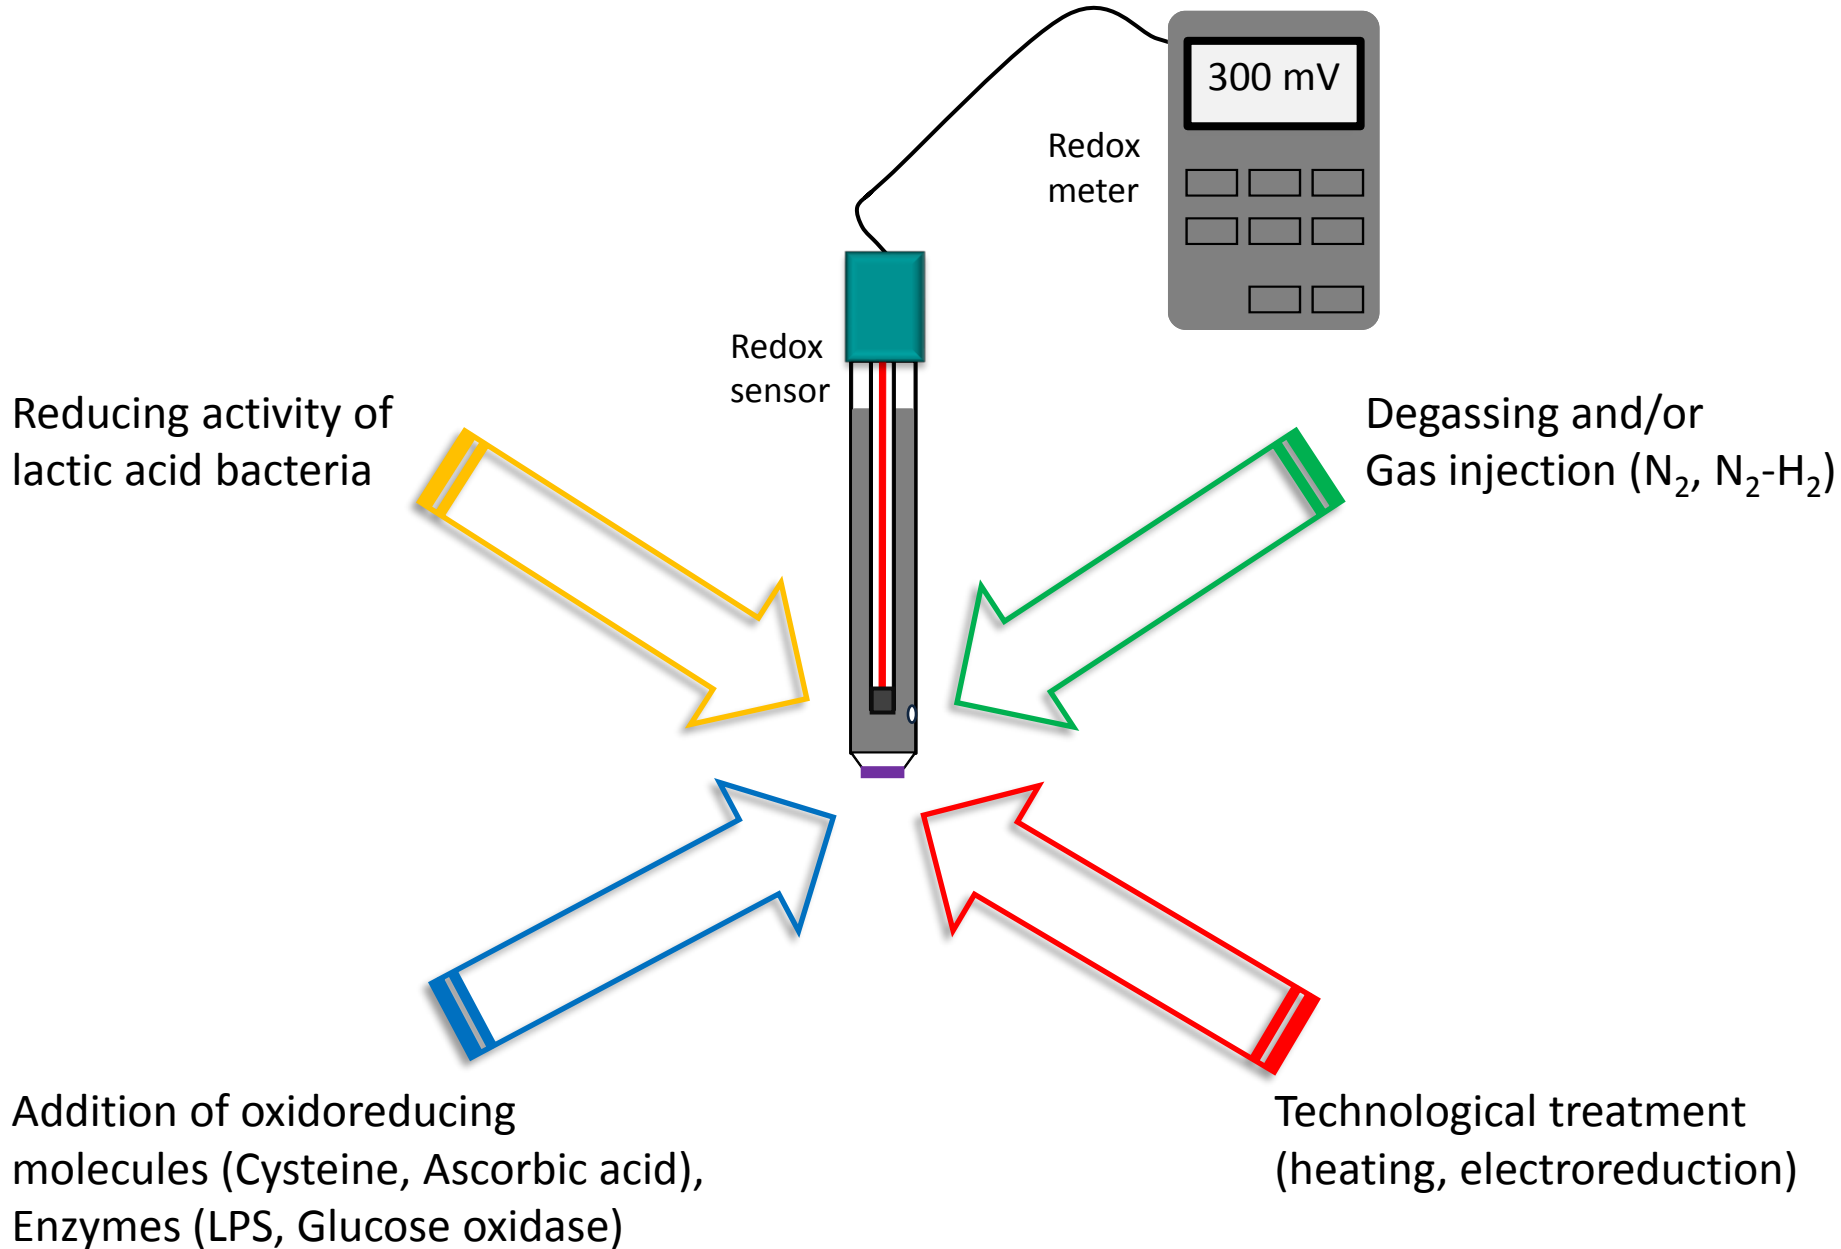 300 mV
Redox
meter
Redox
sensor
Reducing activity of
lactic acid bacteria
Degassing and/or
Gas injection (N₂, N₂-H₂)
Addition of oxidoreducing
molecules (Cysteine, Ascorbic acid),
Enzymes (LPS, Glucose oxidase)
Technological treatment
(heating, electroreduction)